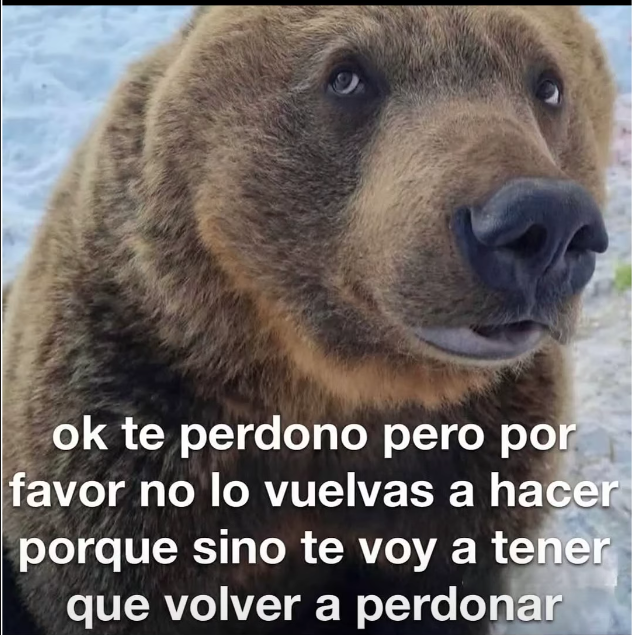 ok te perdono pero por
favor no lo vuelvas a hacer
porque sino te voy a tener
que volver a perdonar